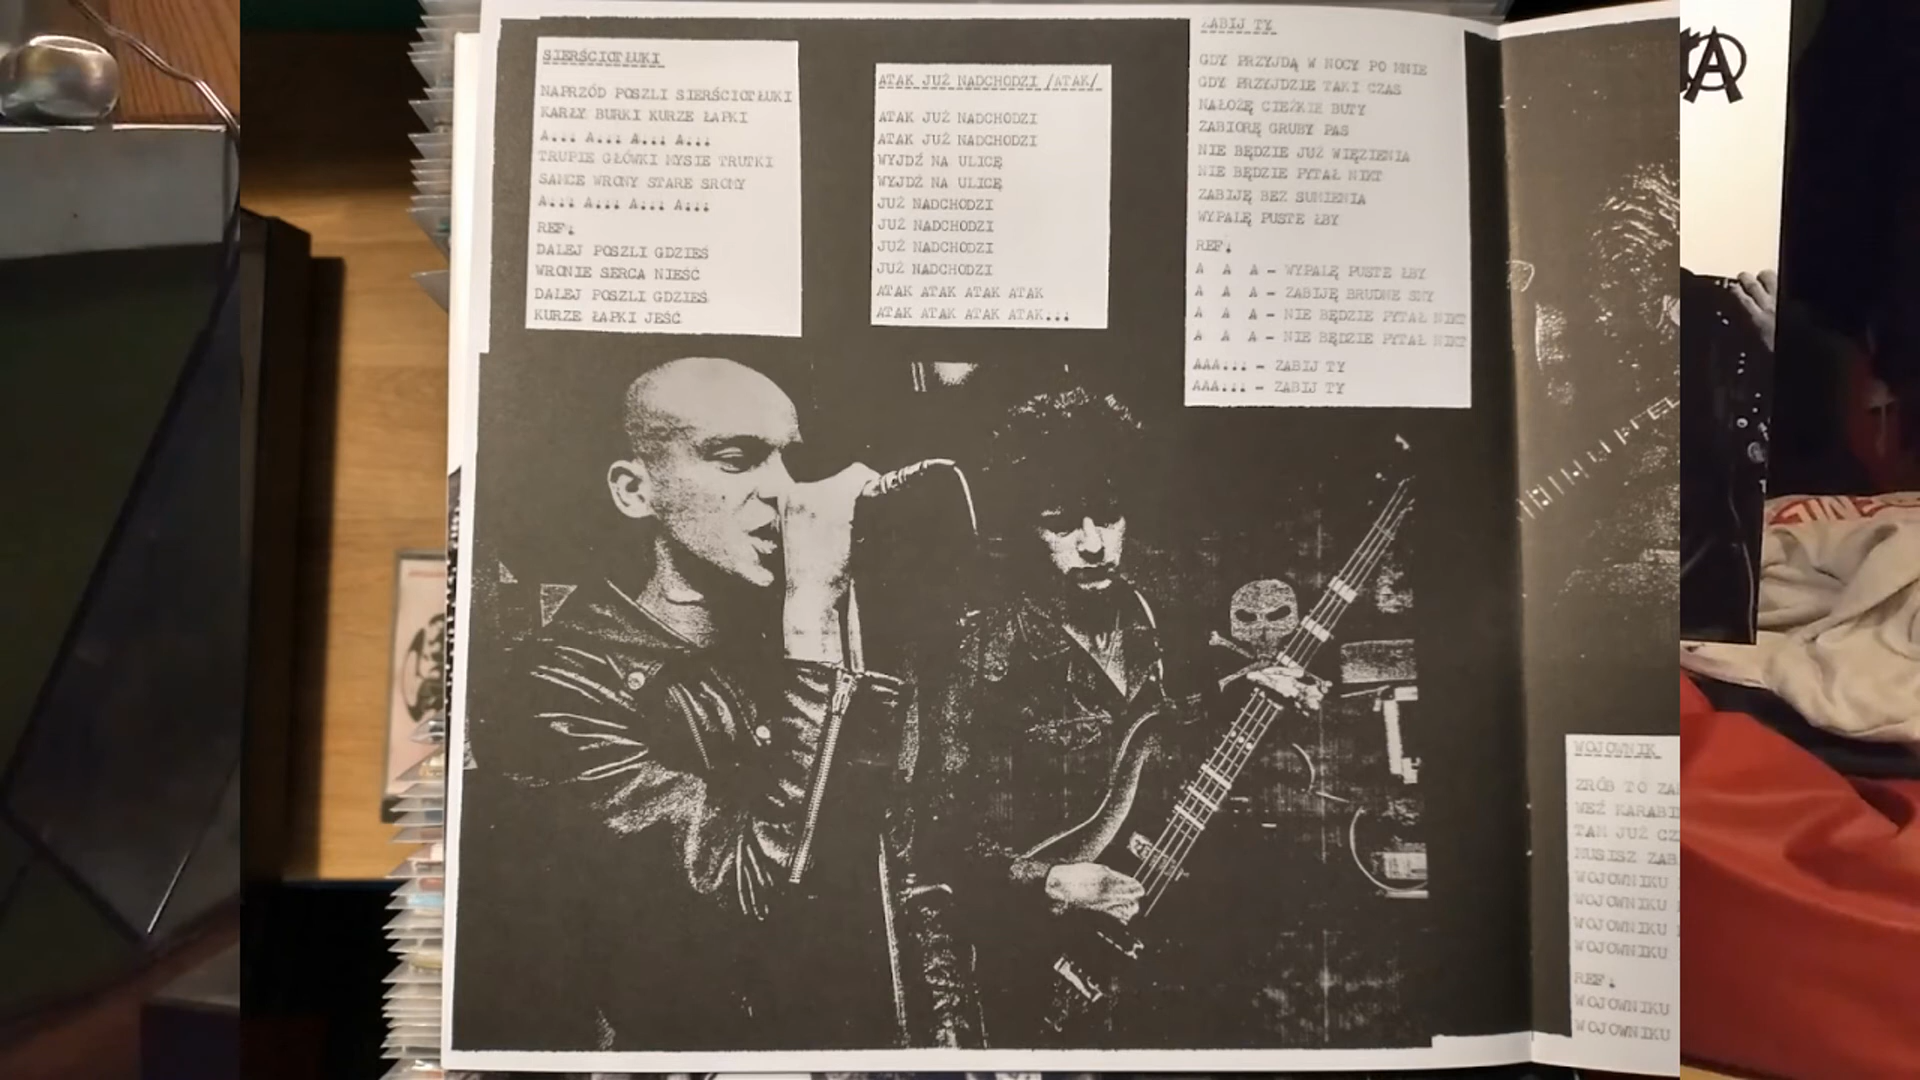 SIERŚCIOTŁUKI
NAPRZÓD POSZLI SIERŚCIOTŁUKI
KARŁY BURKI KURZE ŁAPKI
A... A... A... A...
TRUPIE GŁÓWKI MYSIE TRUTKI
SAMCE WRONY STARE SROMY
A... A... A... A...
REF:
DALEJ POSZLI GDZIEŚ
WRONIE SERCA NIEŚĆ
DALEJ POSZLI GDZIEŚ
KURZE ŁAPKI JEŚĆ
ATAK JUŻ NADCHODZI /ATAK/
ATAK JUŻ NADCHODZI
ATAK JUŻ NADCHODZI
WYJDŹ NA ULICĘ
WYJDŹ NA ULICĘ
JUŻ NADCHODZI
JUŻ NADCHODZI
JUŻ NADCHODZI
JUŻ NADCHODZI
ATAK ATAK ATAK ATAK
ATAK ATAK ATAK ATAK...
ZABIJ TY
GDY PRZYJDĄ W NOCY PO MNIE
GDY PRZYJDZIE TAKI CZAS
NAŁOŻĘ CIEŻKIE BUTY
ZABIORĘ GRUBY PAS
NIE BĘDZIE JUŻ WIĘZIENIA
NIE BĘDZIE PYTAŁ NIKT
ZABIJĘ BEZ SUMIENIA
WYPALĘ PUSTE ŁBY
REF:
A A A - WYPALĘ PUSTE ŁBY
A A A - ZABIJĘ BRUDNE SNY
A A A - NIE BĘDZIE PYTAŁ NIKT
A A A - NIE BĘDZIE PYTAŁ NIKT
AAA... - ZABIJ TY
AAA... - ZABIJ TY
WOJOWNIK
ZRÓB TO
WEŹ
TAM JUŻ
MUSISZ
WOJOWNIKU
WOJOWNIKU
WOJOWNIKU
WOJOWNIKU
REF:
WOJOWNIKU
WOJOWNIKU